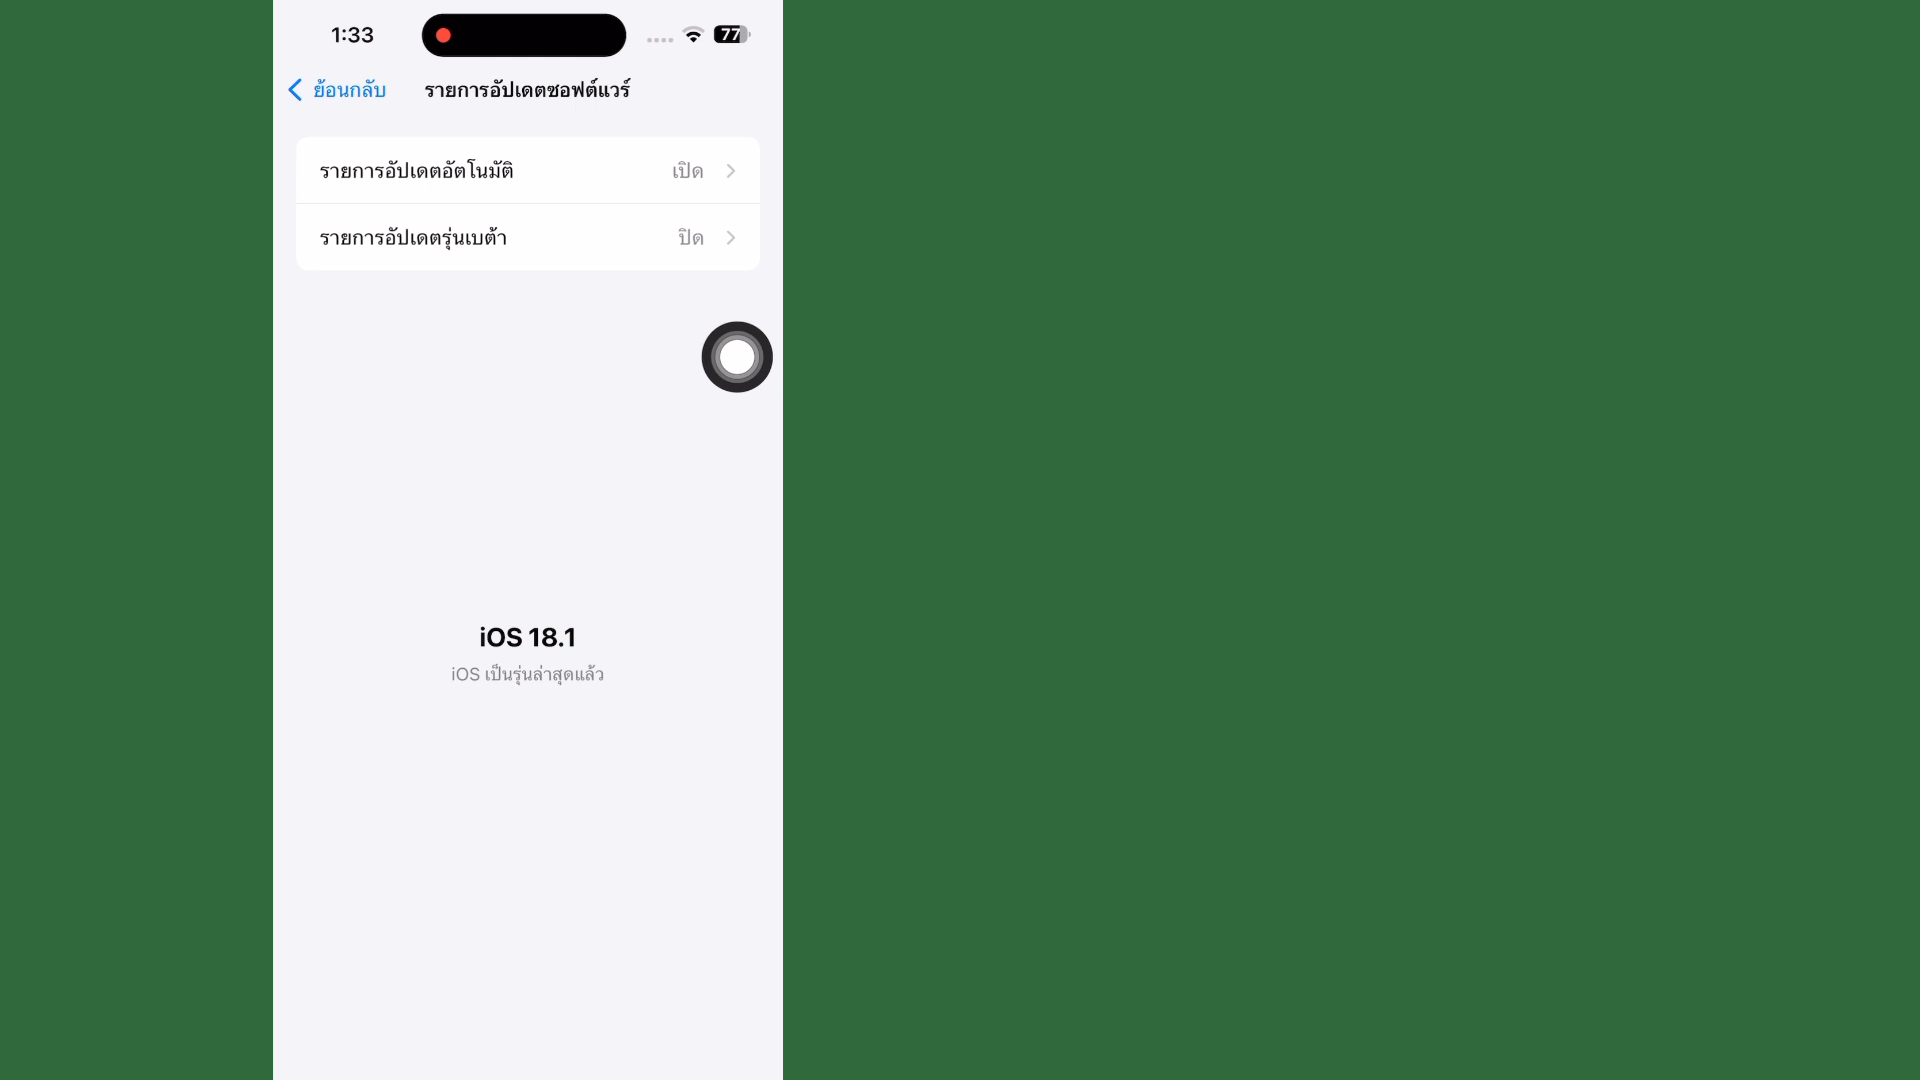 1:33
77
ย้อนกลับ
รายการอัปเดตซอฟต์แวร์
รายการอัปเดตอัตโนมัติ
เปิด
รายการอัปเดตรุ่นเบต้า
ปิด
iOS 18.1
iOS เป็นรุ่นล่าสุดแล้ว